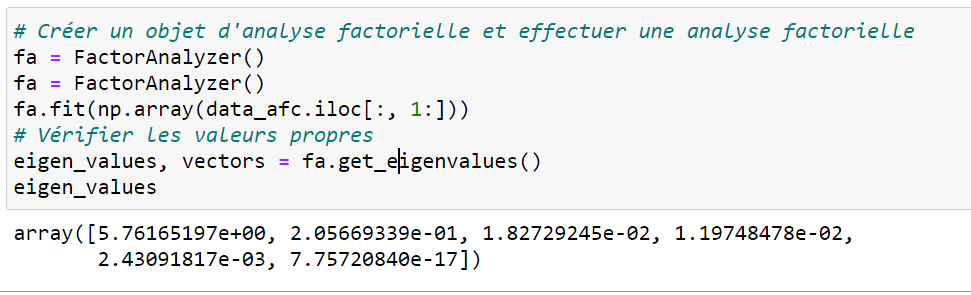 # Créer un objet d'analyse factorielle et effectuer une analyse factorielle
fa = FactorAnalyzer()
fa = FactorAnalyzer()
fa.fit(np.array(data_afc.iloc[:, 1:]))
# Vérifier les valeurs propres
eigen_values, vectors = fa.get_eigenvalues()
eigen_values
array([5.76165197e+00, 2.05669339e-01, 1.82729245e-02, 1.19748478e-02,
2.43091817e-03, 7.75720840e-17])